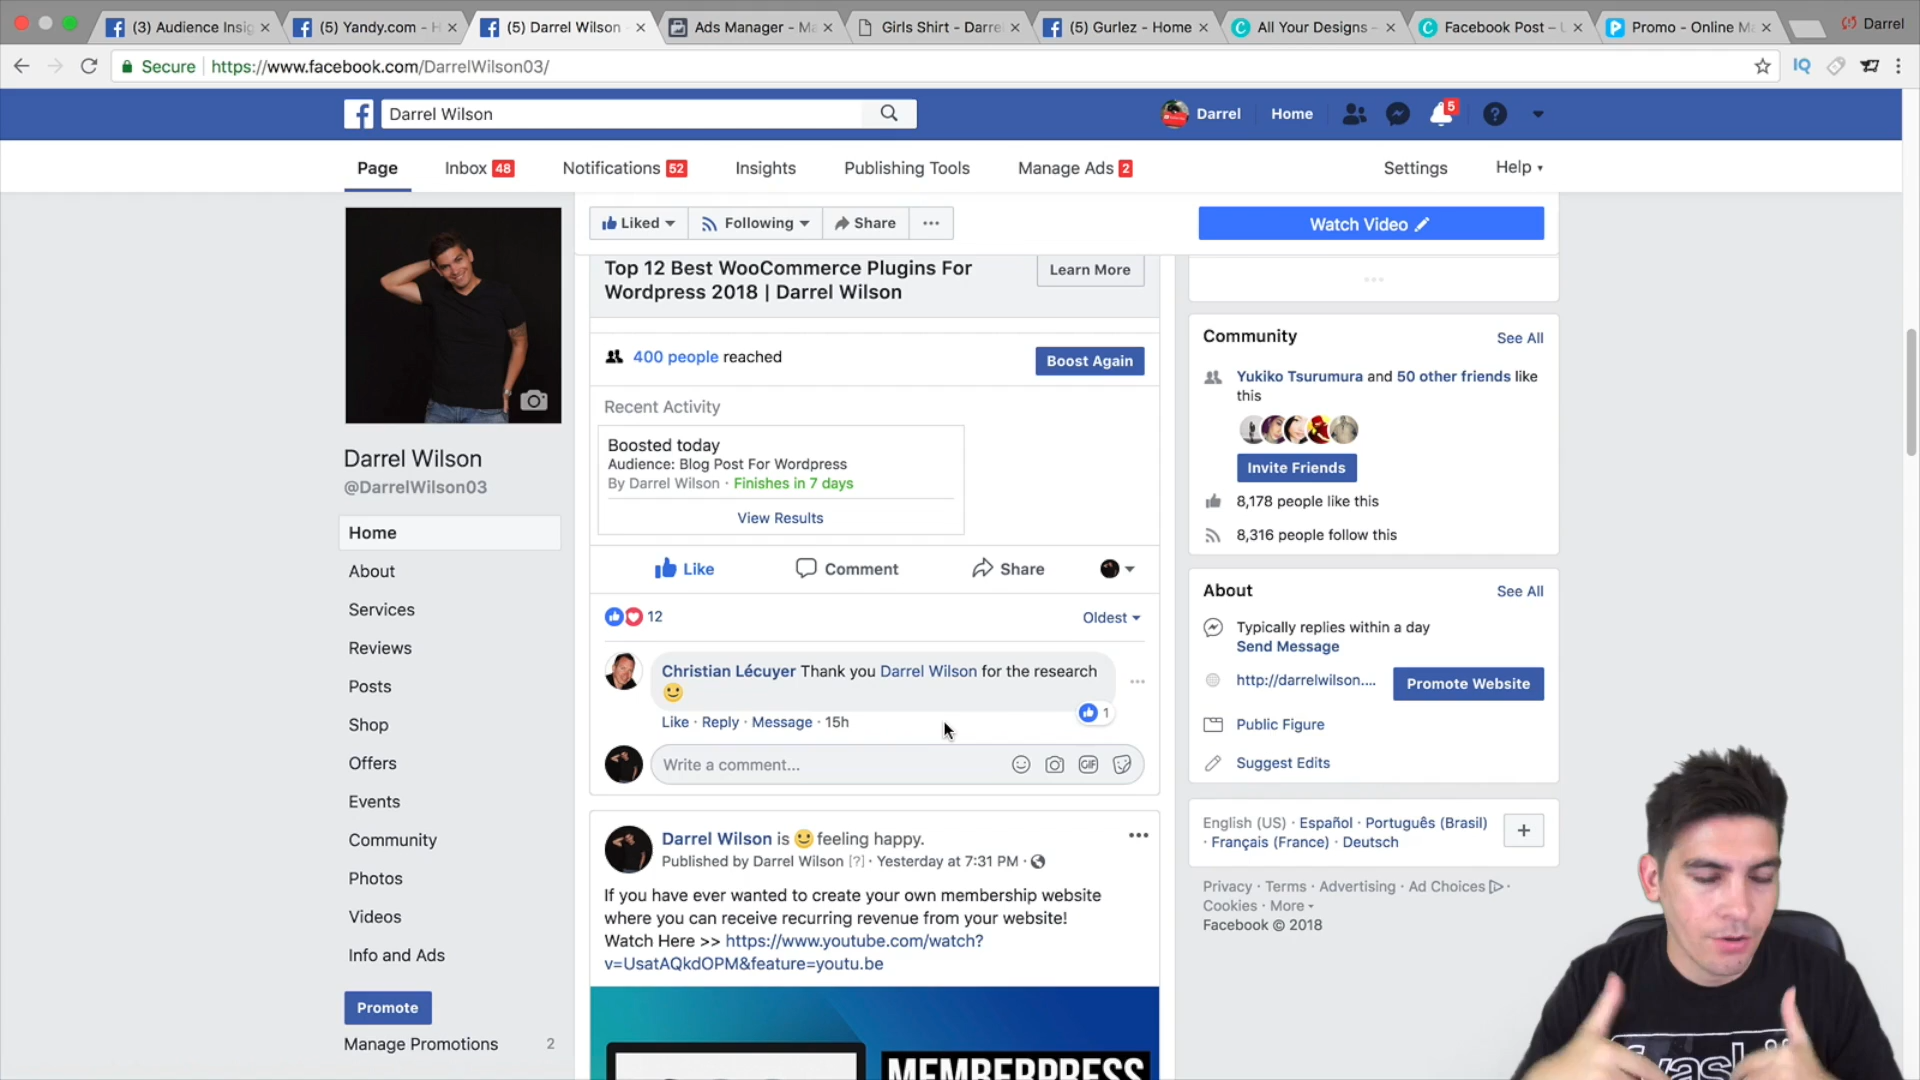 (3) Audience Insig
(5) Yandy.com - H
(5) Darrel Wilson
Ads Manager - Ma
Girls Shirt - Darre
(5) Gurlez - Home
All Your Designs -
Facebook Post – U
Promo - Online Ma
Darrel
Secure
https://www.facebook.com/DarrelWilson03/
IQ
Darrel Wilson
Darrel
Home
5
Page
Inbox 48
Notifications 52
Insights
Publishing Tools
Manage Ads 2
Settings
Help
Liked
Following
Share
Watch Video
Darrel Wilson
@DarrelWilson03
Home
About
Services
Reviews
Posts
Shop
Offers
Events
Community
Photos
Videos
Info and Ads
Promote
Manage Promotions 2
Top 12 Best WooCommerce Plugins For
Wordpress 2018 | Darrel Wilson
Learn More
400 people reached
Boost Again
Recent Activity
Boosted today
Audience: Blog Post For Wordpress
By Darrel Wilson · Finishes in 7 days
View Results
Like
Comment
Share
12
Oldest
Christian Lécuyer Thank you Darrel Wilson for the research
🙂
1
Like · Reply · Message · 15h
Write a comment...
GIF
Darrel Wilson is 🙂 feeling happy.
Published by Darrel Wilson [?] · Yesterday at 7:31 PM ·
If you have ever wanted to create your own membership website
where you can receive recurring revenue from your website!
Watch Here >> https://www.youtube.com/watch?
v=UsatAQkdOPM&feature=youtu.be
MEMBERPRESS
Community
See All
Yukiko Tsurumura and 50 other friends like
this
Invite Friends
8,178 people like this
8,316 people follow this
About
See All
Typically replies within a day
Send Message
http://darrelwilson....
Promote Website
Public Figure
Suggest Edits
English (US) · Español · Português (Brasil)
· Français (France) · Deutsch
Privacy · Terms · Advertising · Ad Choices ·
Cookies · More
Facebook © 2018